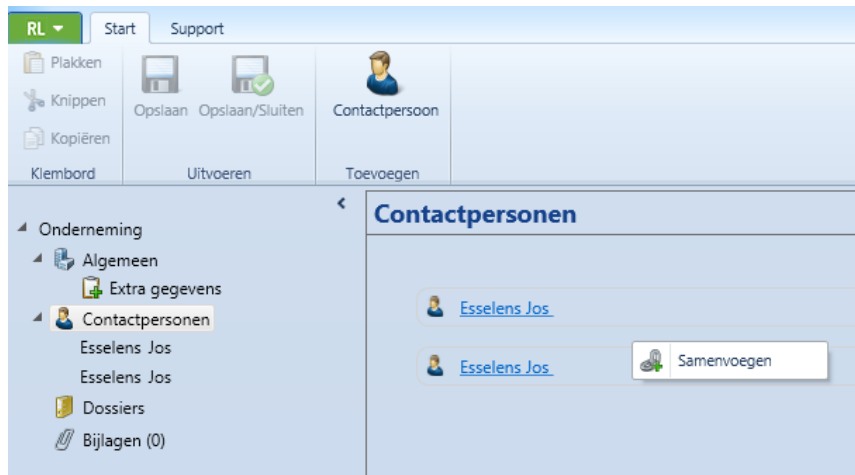 RL
Start Support
Plakken
Knippen
Kopiëren
Klembord
Opslaan Opslaan/Sluiten
Uitvoeren
Contactpersoon
Toevoegen
Onderneming
Algemeen
Extra gegevens
Contactpersonen
Esselens Jos
Esselens Jos
Dossiers
Bijlagen (0)
Contactpersonen
Esselens Jos
Esselens Jos
Samenvoegen